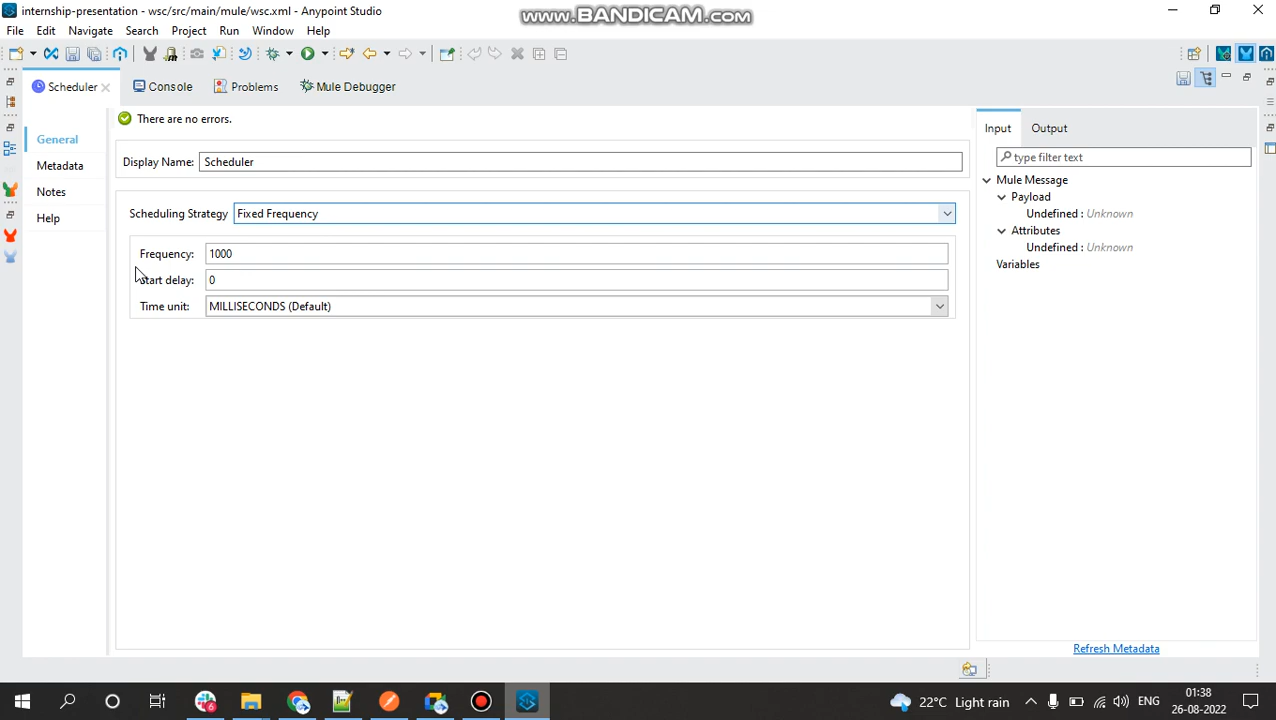 internship-presentation - wsc/src/main/mule/wsc.xml - Anypoint Studio
www.BANDICAM.com
File Edit Navigate Search Project Run Window Help
Scheduler Console Problems Mule Debugger
General
Metadata
Notes
Help
There are no errors.
Display Name: Scheduler
Scheduling Strategy Fixed Frequency
Frequency: 1000
Start delay: 0
Time unit: MILLISECONDS (Default)
Input Output
type filter text
Mule Message
Payload
Undefined : Unknown
Attributes
Undefined : Unknown
Variables
Refresh Metadata
22°C Light rain
ENG
01:38
26-08-2022